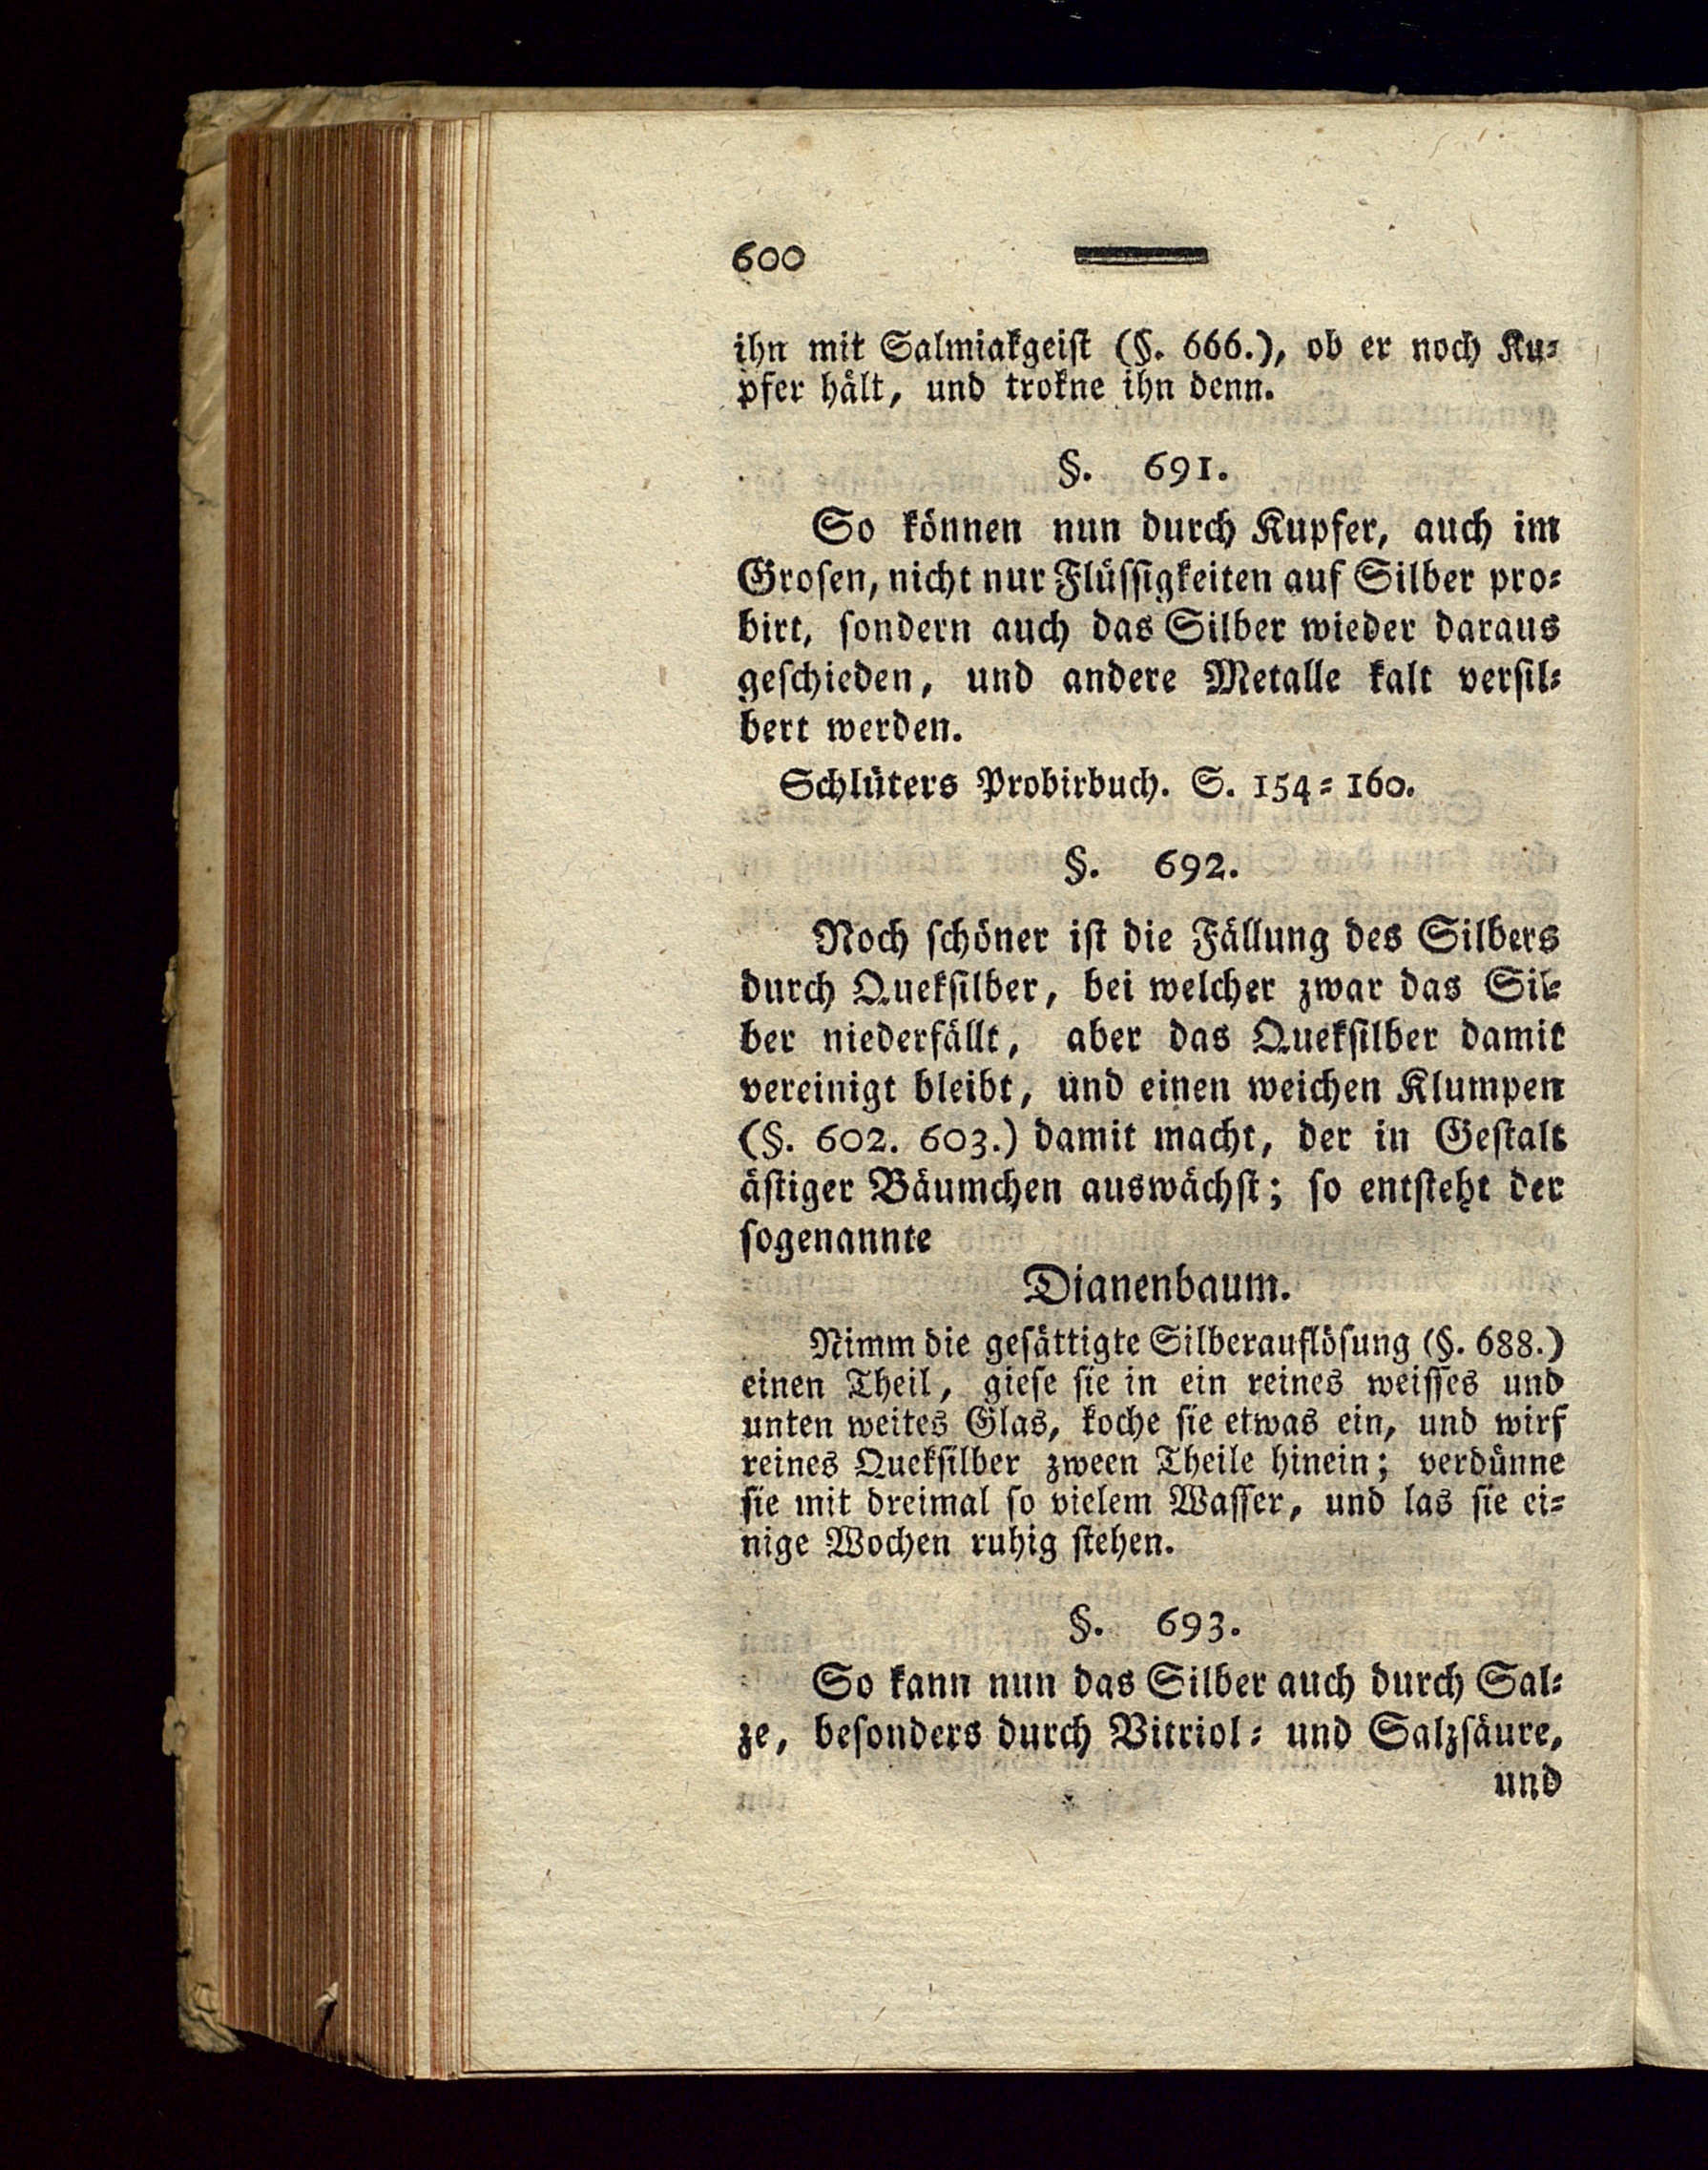 600
ihn mit Salmiakgeist (§. 666.), ob er noch Ku-
pfer hält, und trokne ihn denn.
§. 691.
So können nun durch Kupfer, auch im
Grosen, nicht nur Flüssigkeiten auf Silber pro-
birt, sondern auch das Silber wieder daraus
geschieden, und andere Metalle kalt versil-
bert werden.
Schlüters Probirbuch. S. 154-160.
§. 692.
Noch schöner ist die Fällung des Silbers
durch Queksilber, bei welcher zwar das Sil-
ber niederfällt, aber das Queksilber damit
vereinigt bleibt, und einen weichen Klumpen
(§. 602. 603.) damit macht, der in Gestalt
ästiger Bäumchen auswächst; so entsteht der
sogenannte
Dianenbaum.
Nimm die gesättigte Silberauflösung (§. 688.)
einen Theil, giese sie in ein reines weisses und
unten weites Glas, koche sie etwas ein, und wirf
reines Queksilber zween Theile hinein; verdünne
sie mit dreimal so vielem Wasser, und las sie ei-
nige Wochen ruhig stehen.
§. 693.
So kann nun das Silber auch durch Sal-
ze, besonders durch Vitriol- und Salzsäure,
und